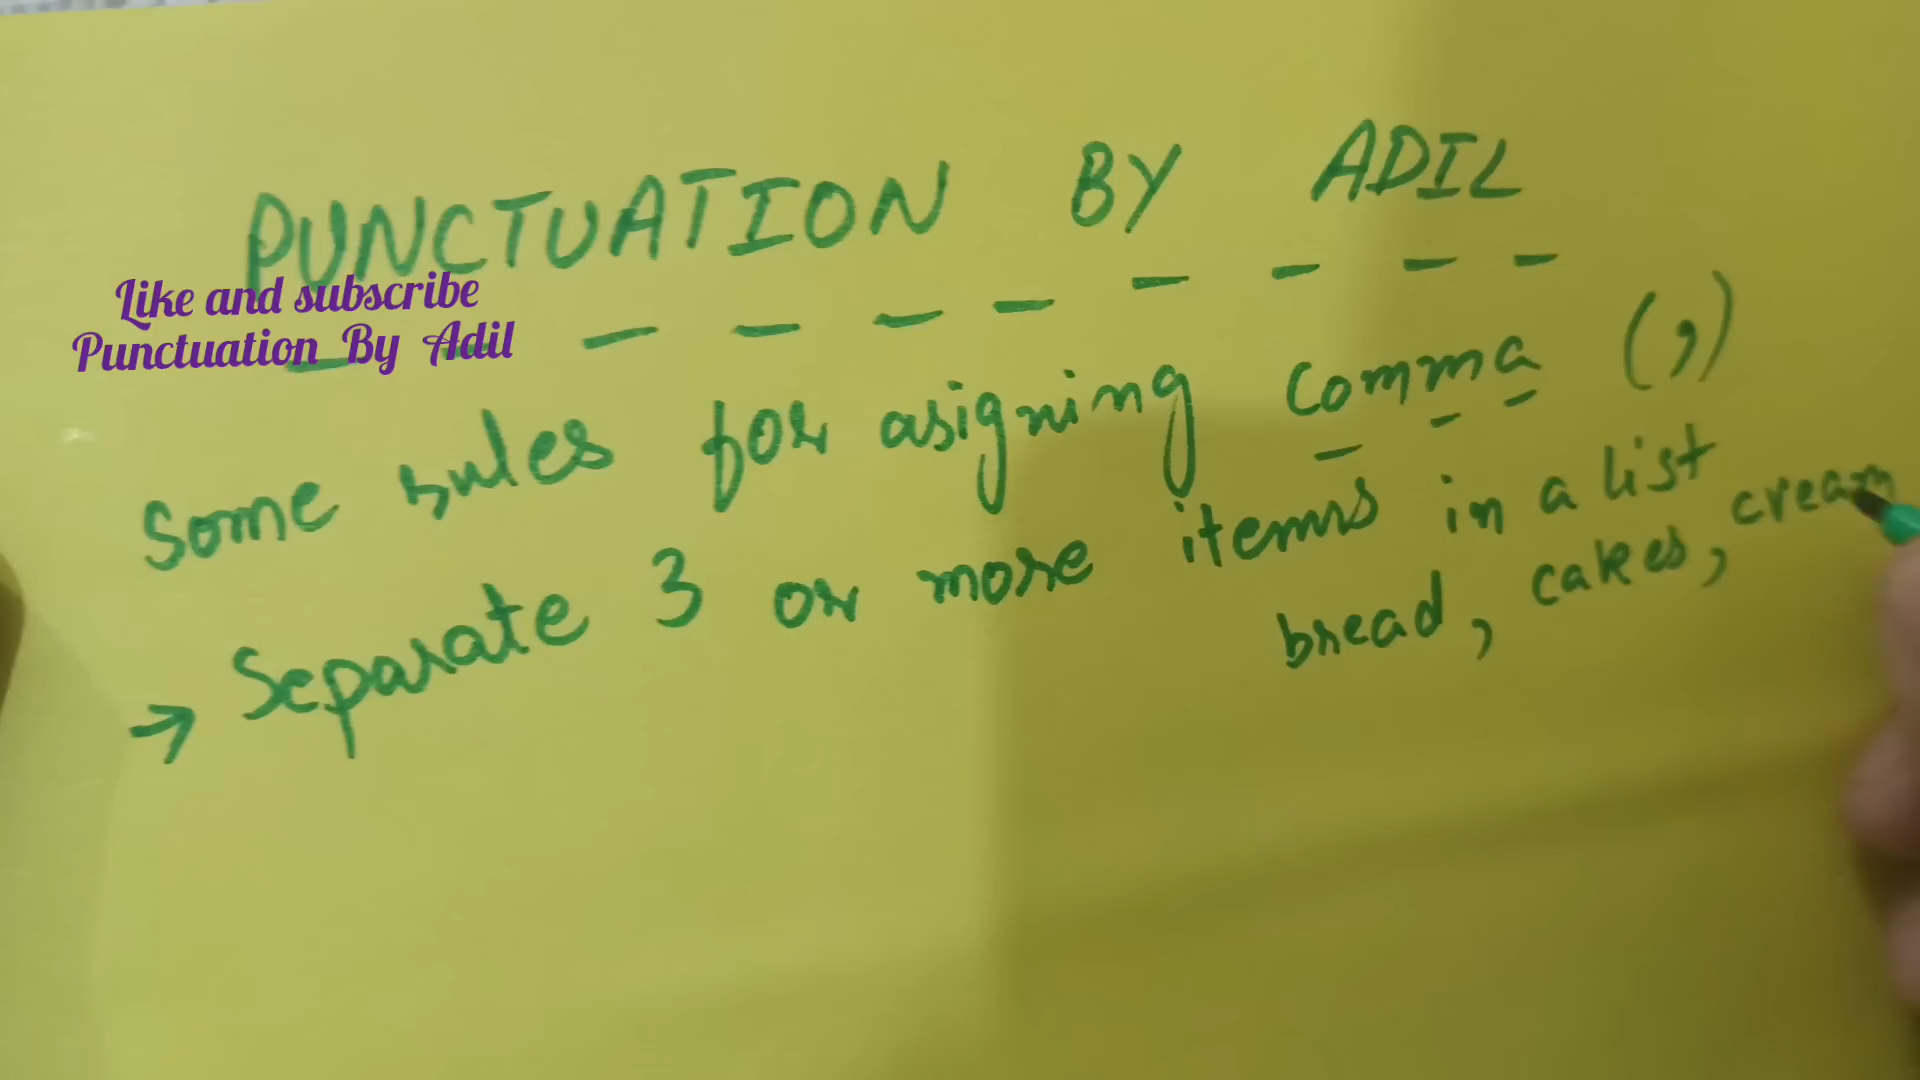 PUNCTUATION BY ADIL
Like and subscribe
Punctuation By Adil
Some rules for asigning comma (,)
→ Separate 3 or more items in a list
bread, cakes, cream